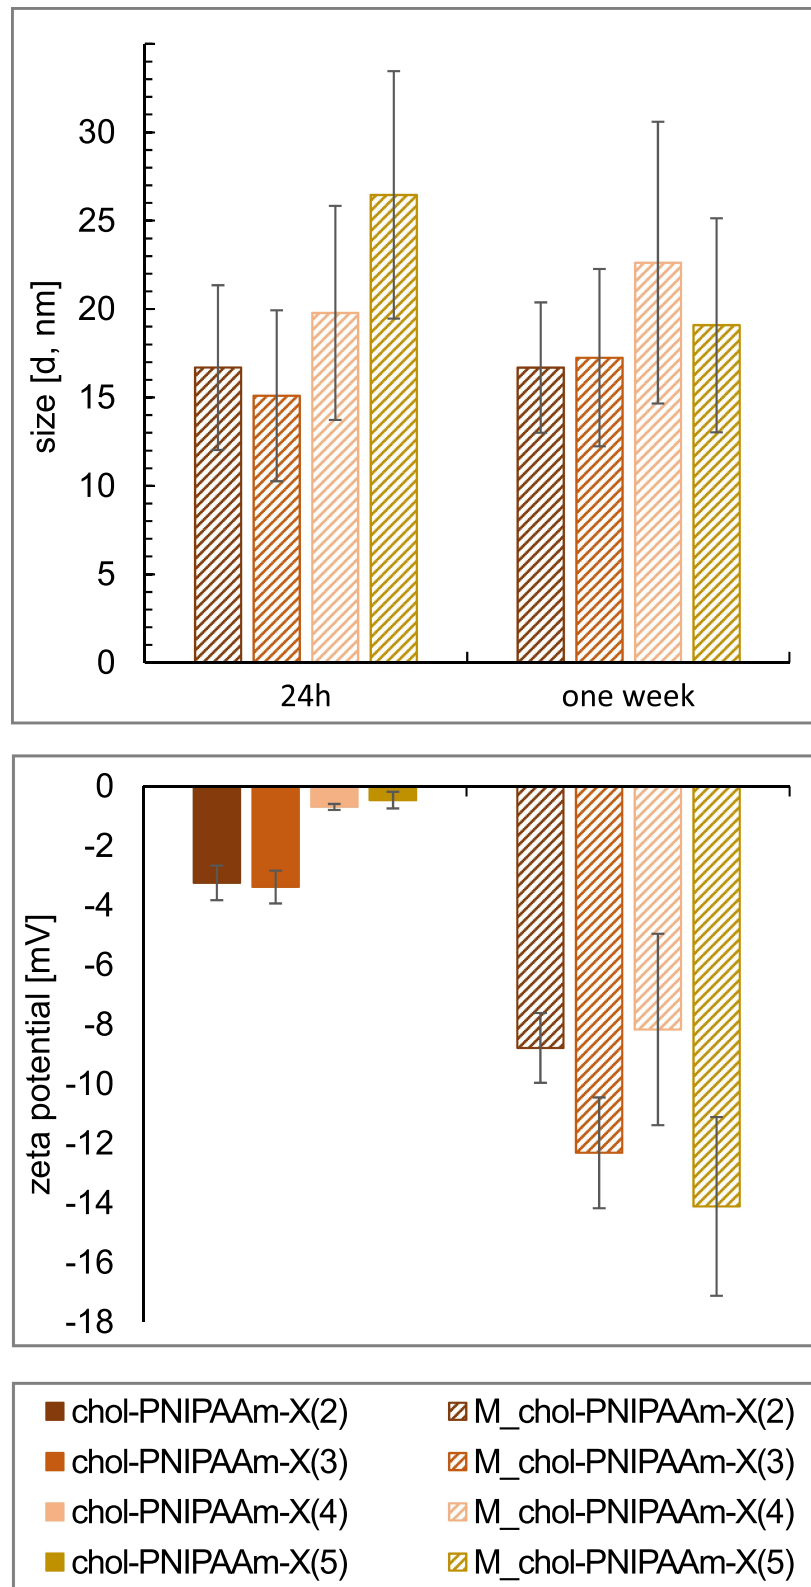 size [d, nm]
30
25
20
15
10
5
0
24h one week
zeta potential [mV]
0
-2
-4
-6
-8
-10
-12
-14
-16
-18
chol-PNIPAAm-X(2) M_chol-PNIPAAm-X(2)
chol-PNIPAAm-X(3) M_chol-PNIPAAm-X(3)
chol-PNIPAAm-X(4) M_chol-PNIPAAm-X(4)
chol-PNIPAAm-X(5) M_chol-PNIPAAm-X(5)